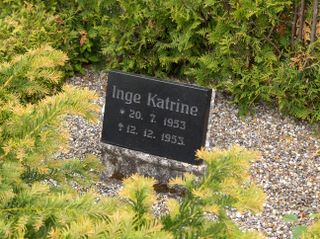 Inge Katrine
* 20. 7. 1953
† 12. 12. 1953.